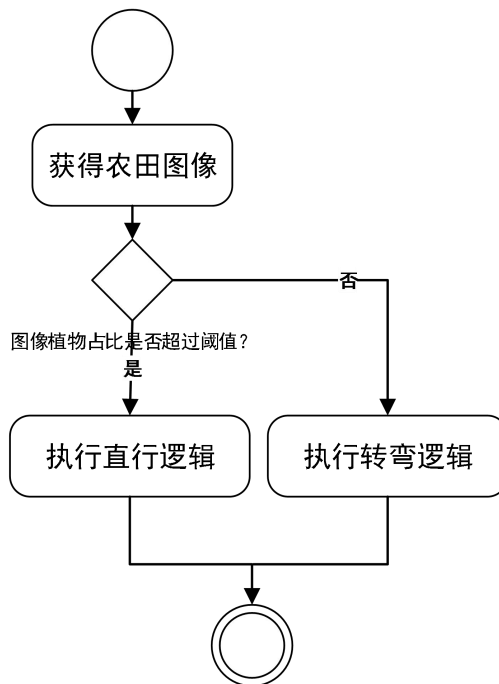 获得农田图像
否
图像植物占比是否超过阈值?
是
执行直行逻辑
执行转弯逻辑